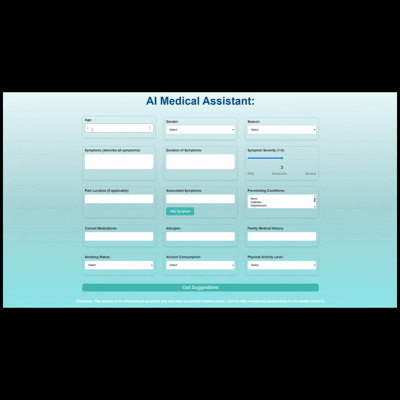 AI Medical Assistant:
Age:
Gender:
Season:
Select
Select
Symptoms (describe all symptoms):
Duration of Symptoms:
Symptom Severity (1-5):
3
Mild
Moderate
Severe
Pain Location (if applicable):
Associated Symptoms:
Pre-existing Conditions:
None
Diabetes
Hypertension
Add Symptom
Current Medications:
Allergies:
Family Medical History:
Smoking Status:
Alcohol Consumption:
Physical Activity Level:
Select
Select
Select
Get Suggestions